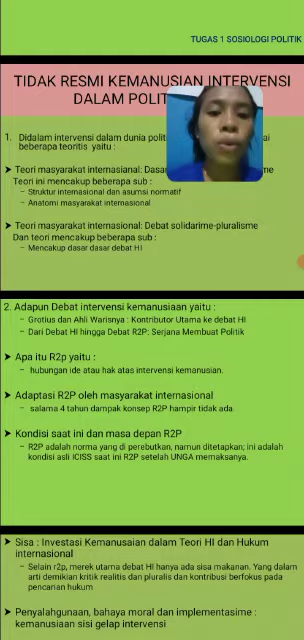 TUGAS 1 SOSIOLOGI POLITIK
TIDAK RESMI KEMANUSIAN INTERVENSI
DALAM POLIT
1. Didalam intervensi dalam dunia polit ai
beberapa teoritis yaitu :
➤ Teori masyarakat internasianal: Dasar me
Teori ini mencakup beberapa sub :
– Struktur internasional dan asumsi normatif
– Anatomi masyarakat internasional
➤ Teori masyarakat internasional: Debat solidarime-pluralisme
Dan teori mencakup beberapa sub :
– Mencakup dasar dasar debat HI
2. Adapun Debat intervensi kemanusiaan yaitu :
– Grotius dan Ahli Warisnya : Kontributor Utama ke debat HI
– Dari Debat HI hingga Debat R2P: Serjana Membuat Politik
➤ Apa itu R2p yaitu :
– hubungan ide atau hak atas intervensi kemanusian.
➤ Adaptasi R2P oleh masyarakat internasional
– salama 4 tahun dampak konsep R2P hampir tidak ada
➤ Kondisi saat ini dan masa depan R2P
– R2P adalah norma yang di perebutkan, namun ditetapkan; ini adalah
kondisi asli ICISS saat ini R2P setelah UNGA memaksanya.
➤ Sisa : Investasi Kemanusaian dalam Teori HI dan Hukum
internasional
– Selain r2p, merek utama debat HI hanya ada sisa makanan. Yang dalam
arti demikian kritik realitis dan pluralis dan kontribusi berfokus pada
pencarian hukum
➤ Penyalahgunaan, bahaya moral dan implementasime :
kemanusiaan sisi gelap intervensi